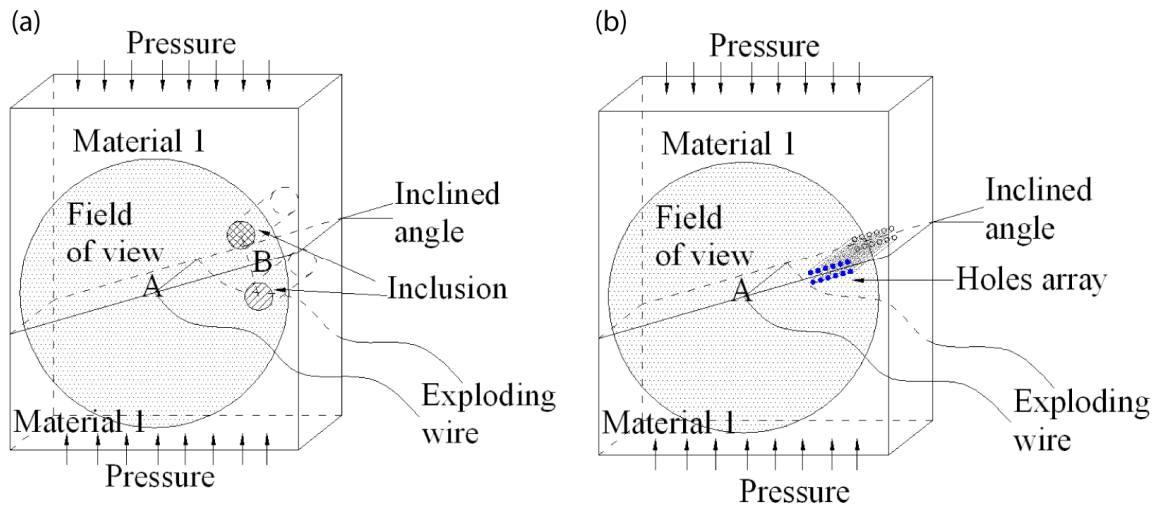 (a)
Pressure
Material 1
Field
of view
Inclined
angle
B
A
Inclusion
Exploding
wire
Material 1
Pressure
(b)
Pressure
Material 1
Field
of view
Inclined
angle
Holes array
A
Exploding
wire
Material 1
Pressure